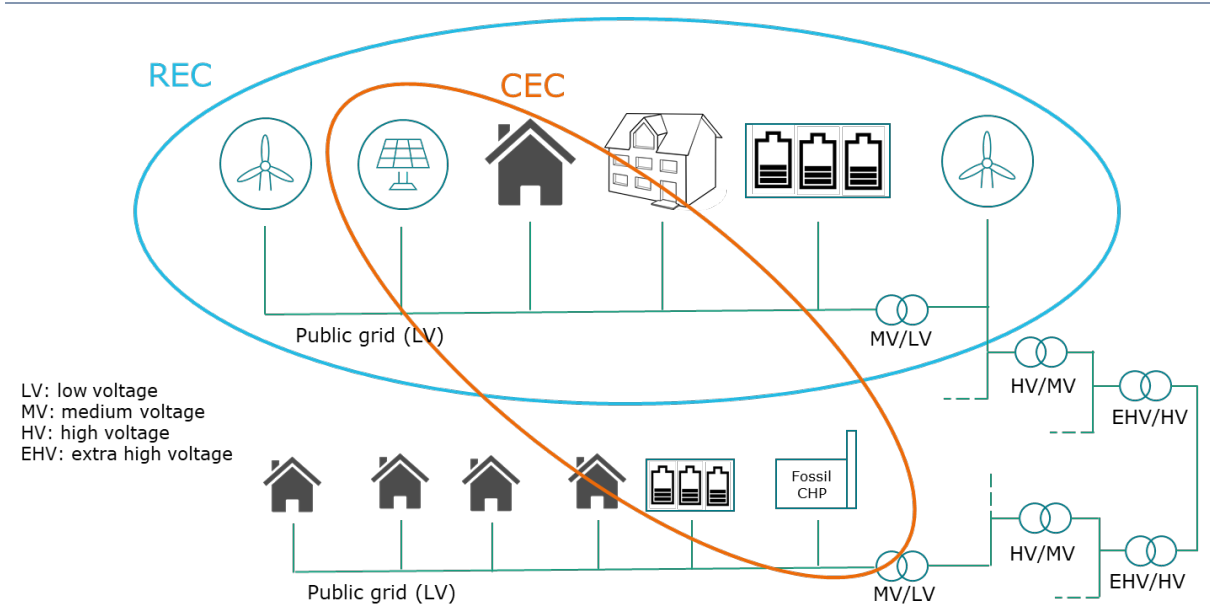 REC
CEC
Public grid (LV)
MV/LV
HV/MV
EHV/HV
LV: low voltage
MV: medium voltage
HV: high voltage
EHV: extra high voltage
Fossil
CHP
HV/MV
EHV/HV
Public grid (LV)
MV/LV